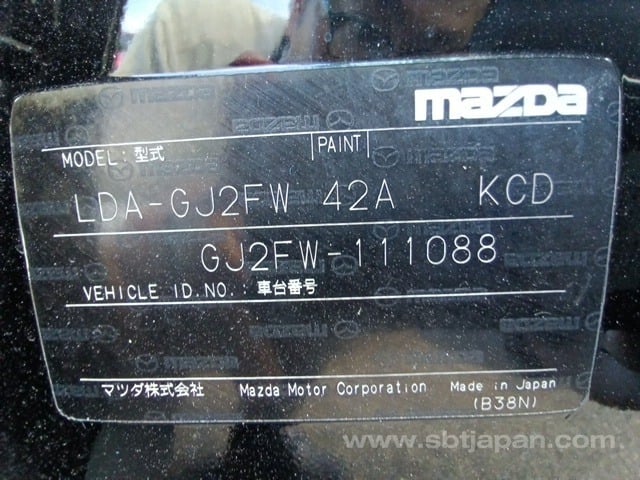 mazda
MODEL:型式 PAINT
LDA-GJ2FW 42A KCD
GJ2FW-111088
VEHICLE ID.NO.:車台番号
マツダ株式会社 Mazda Motor Corporation Made in Japan
(B38N)
www.sbtjapan.com